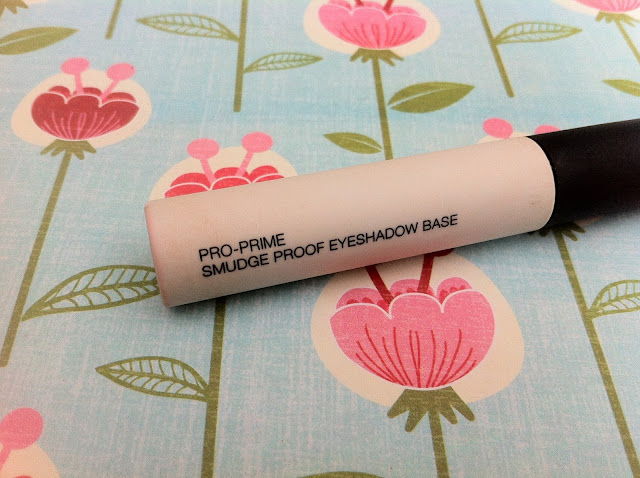 PRO-PRIME
SMUDGE PROOF EYESHADOW BASE